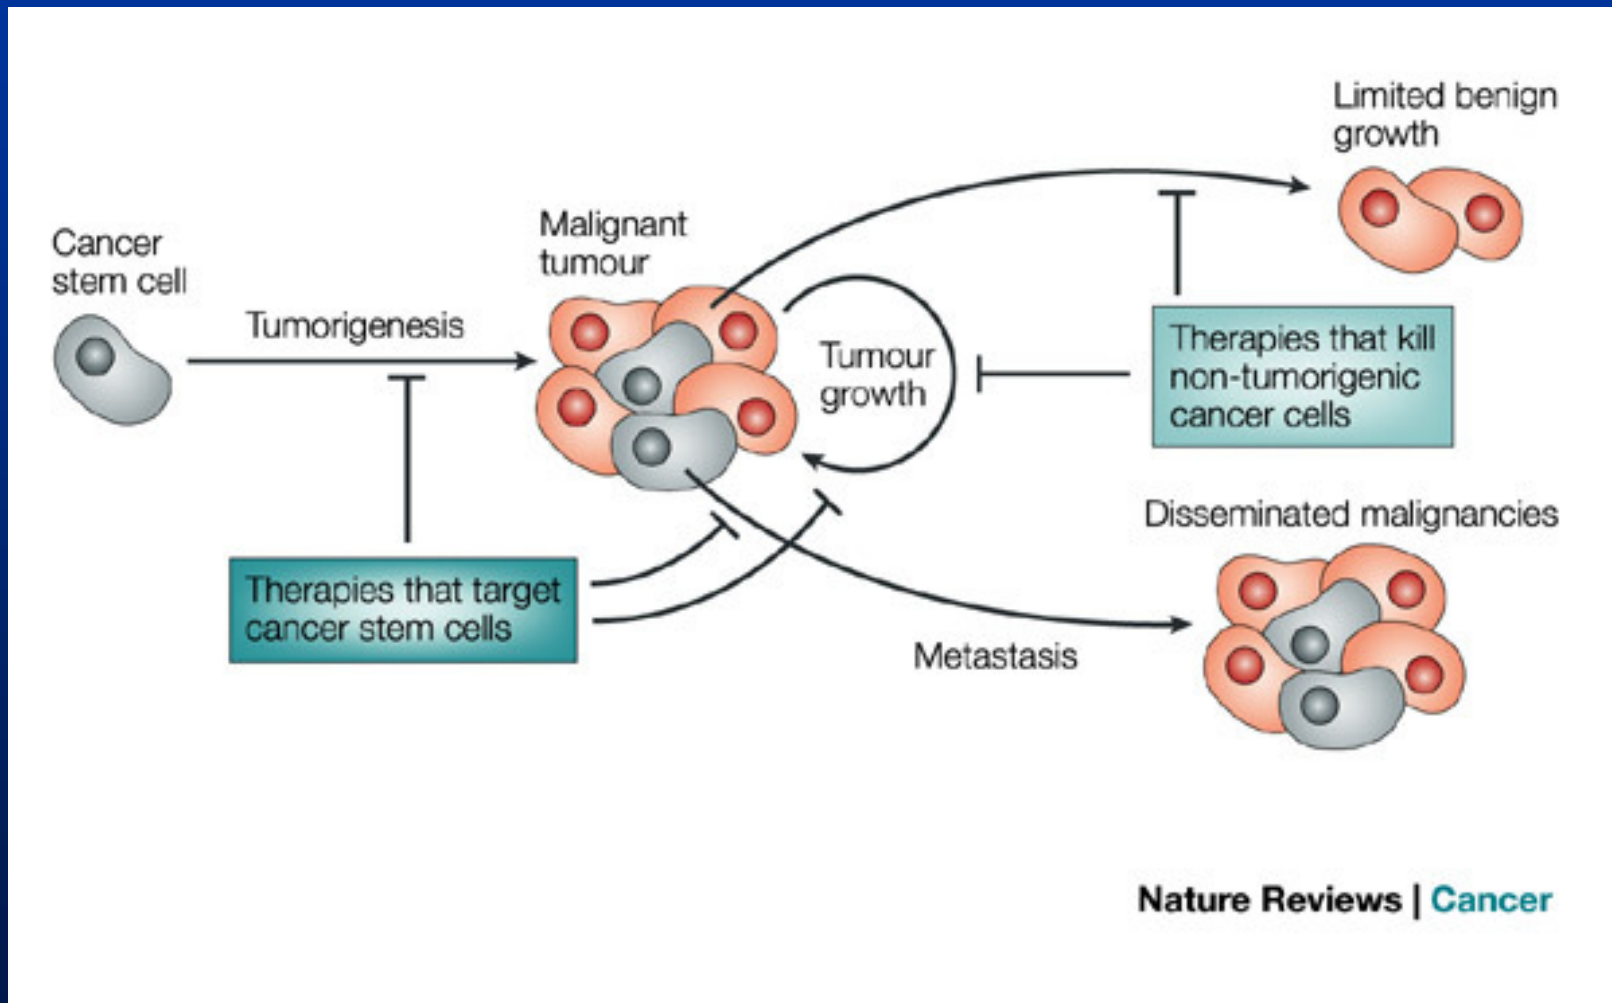 Limited benign
growth
Malignant
tumour
Cancer
stem cell
Tumorigenesis
Tumour
growth
Therapies that kill
non-tumorigenic
cancer cells
Disseminated malignancies
Therapies that target
cancer stem cells
Metastasis
Nature Reviews | Cancer